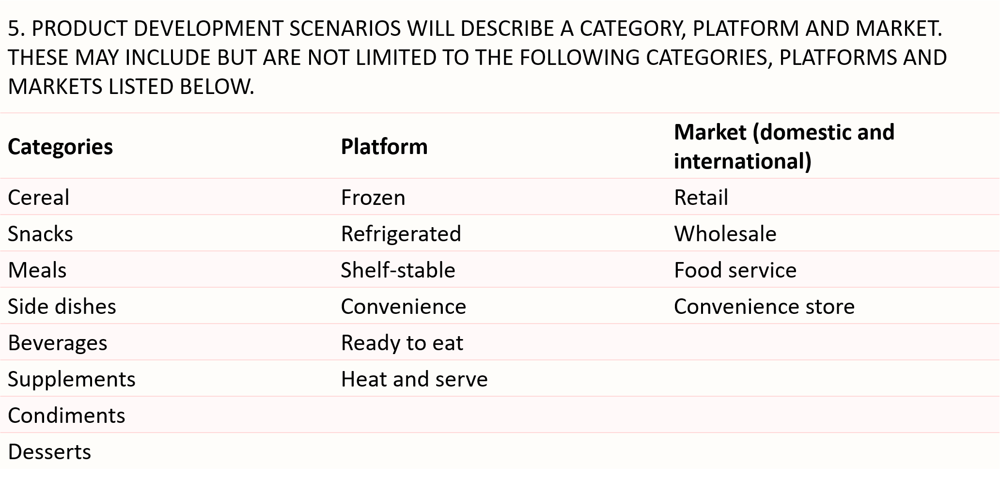 5. PRODUCT DEVELOPMENT SCENARIOS WILL DESCRIBE A CATEGORY, PLATFORM AND MARKET.
THESE MAY INCLUDE BUT ARE NOT LIMITED TO THE FOLLOWING CATEGORIES, PLATFORMS AND
MARKETS LISTED BELOW.
Categories Platform Market (domestic and
international)
Cereal Frozen Retail
Snacks Refrigerated Wholesale
Meals Shelf-stable Food service
Side dishes Convenience Convenience store
Beverages Ready to eat
Supplements Heat and serve
Condiments
Desserts